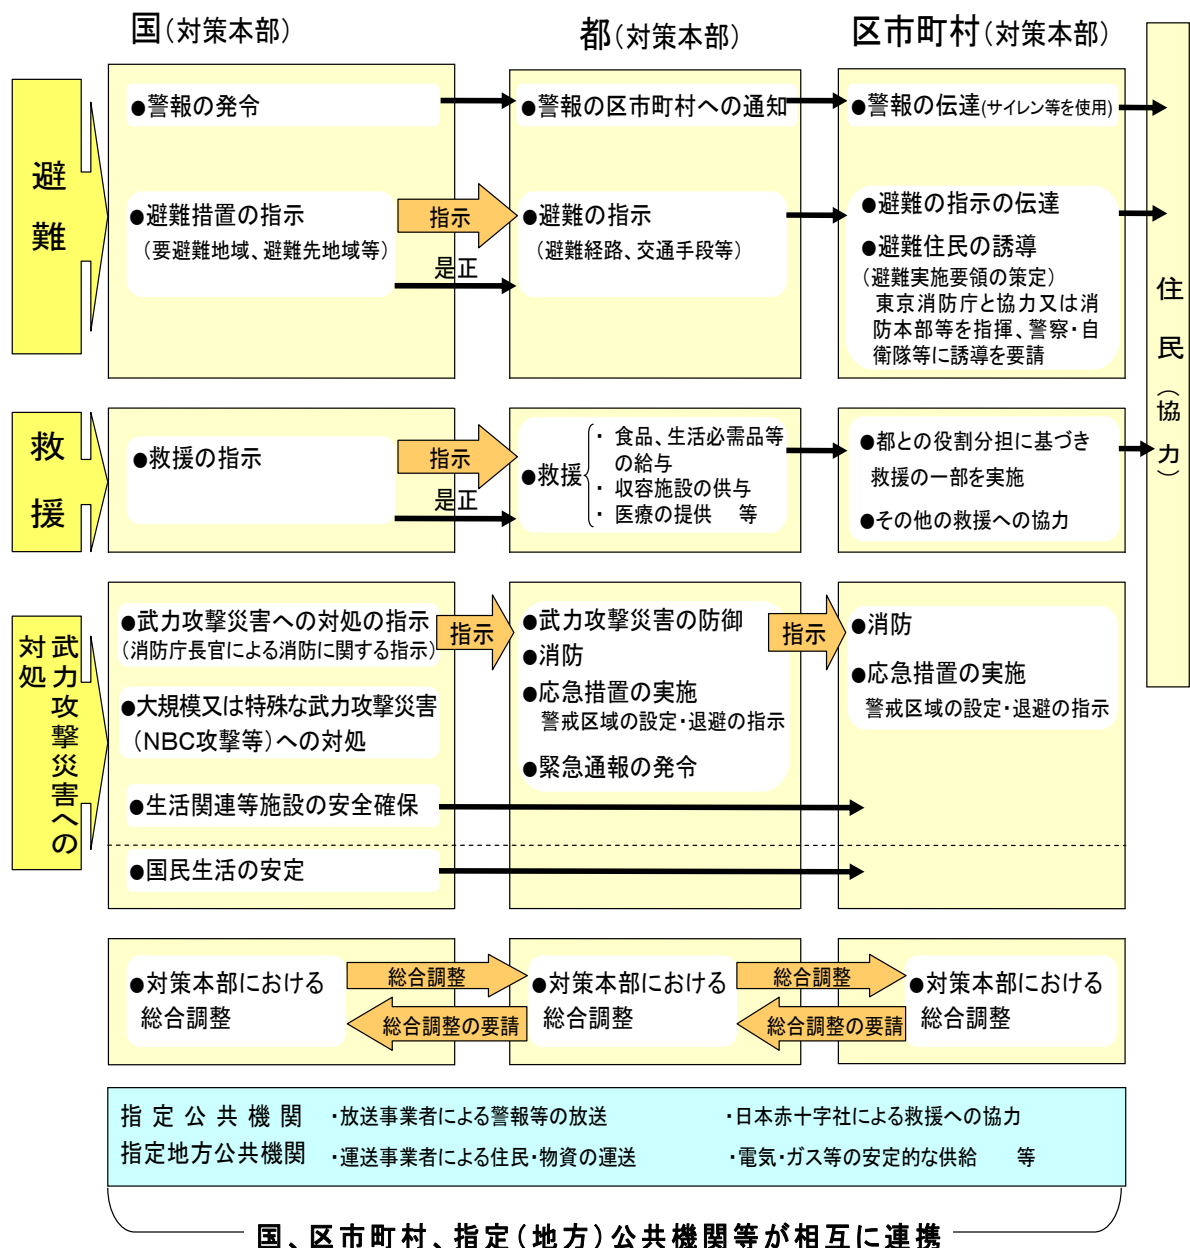 国(対策本部)
都(対策本部)
区市町村(対策本部)
避難
●警報の発令
●警報の区市町村への通知
●警報の伝達(サイレン等を使用)
●避難措置の指示
(要避難地域、避難先地域等)
指示
是正
●避難の指示
(避難経路、交通手段等)
●避難の指示の伝達
●避難住民の誘導
(避難実施要領の策定)
東京消防庁と協力又は消
防本部等を指揮、警察・自
衛隊等に誘導を要請
住民(協力)
救援
●救援の指示
指示
是正
●救援
・ 食品、生活必需品等
の給与
・ 収容施設の供与
・ 医療の提供 等
●都との役割分担に基づき
救援の一部を実施
●その他の救援への協力
武力攻撃災害への
対処
●武力攻撃災害への対処の指示
(消防庁長官による消防に関する指示)
指示
●大規模又は特殊な武力攻撃災害
(NBC攻撃等)への対処
●生活関連等施設の安全確保
●国民生活の安定
●武力攻撃災害の防御
●消防
●応急措置の実施
警戒区域の設定・退避の指示
●緊急通報の発令
指示
●消防
●応急措置の実施
警戒区域の設定・退避の指示
●対策本部における
総合調整
総合調整
総合調整の要請
●対策本部における
総合調整
総合調整
総合調整の要請
●対策本部における
総合調整
指定公共機関
指定地方公共機関
・放送事業者による警報等の放送
・日本赤十字社による救援への協力
・運送事業者による住民・物資の運送
・電気・ガス等の安定的な供給 等
国、区市町村、指定(地方)公共機関等が相互に連携